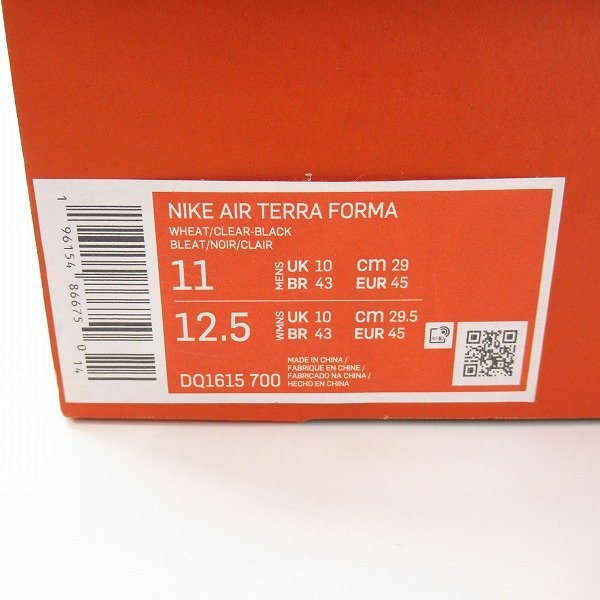 NIKE AIR TERRA FORMA
WHEAT/CLEAR-BLACK
BLEAT/NOIR/CLAIR
11 MENS UK 10 cm 29
BR 43 EUR 45
12.5 WMNS UK 10 cm 29.5
BR 43 EUR 45
DQ1615 700
MADE IN CHINA /
FABRIQUE EN CHINE /
FABRICADO NA CHINA /
HECHO EN CHINA
1 96154 86675 0 14